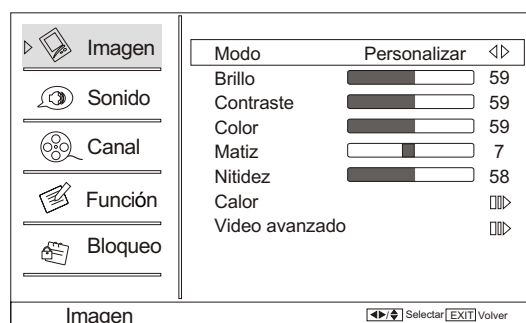 Imagen
Sonido
Canal
Función
Bloqueo
Modo Personalizar
Brillo 59
Contraste 59
Color 59
Matiz 7
Nitidez 58
Calor
Video avanzado
Imagen
Selectar EXIT Volver